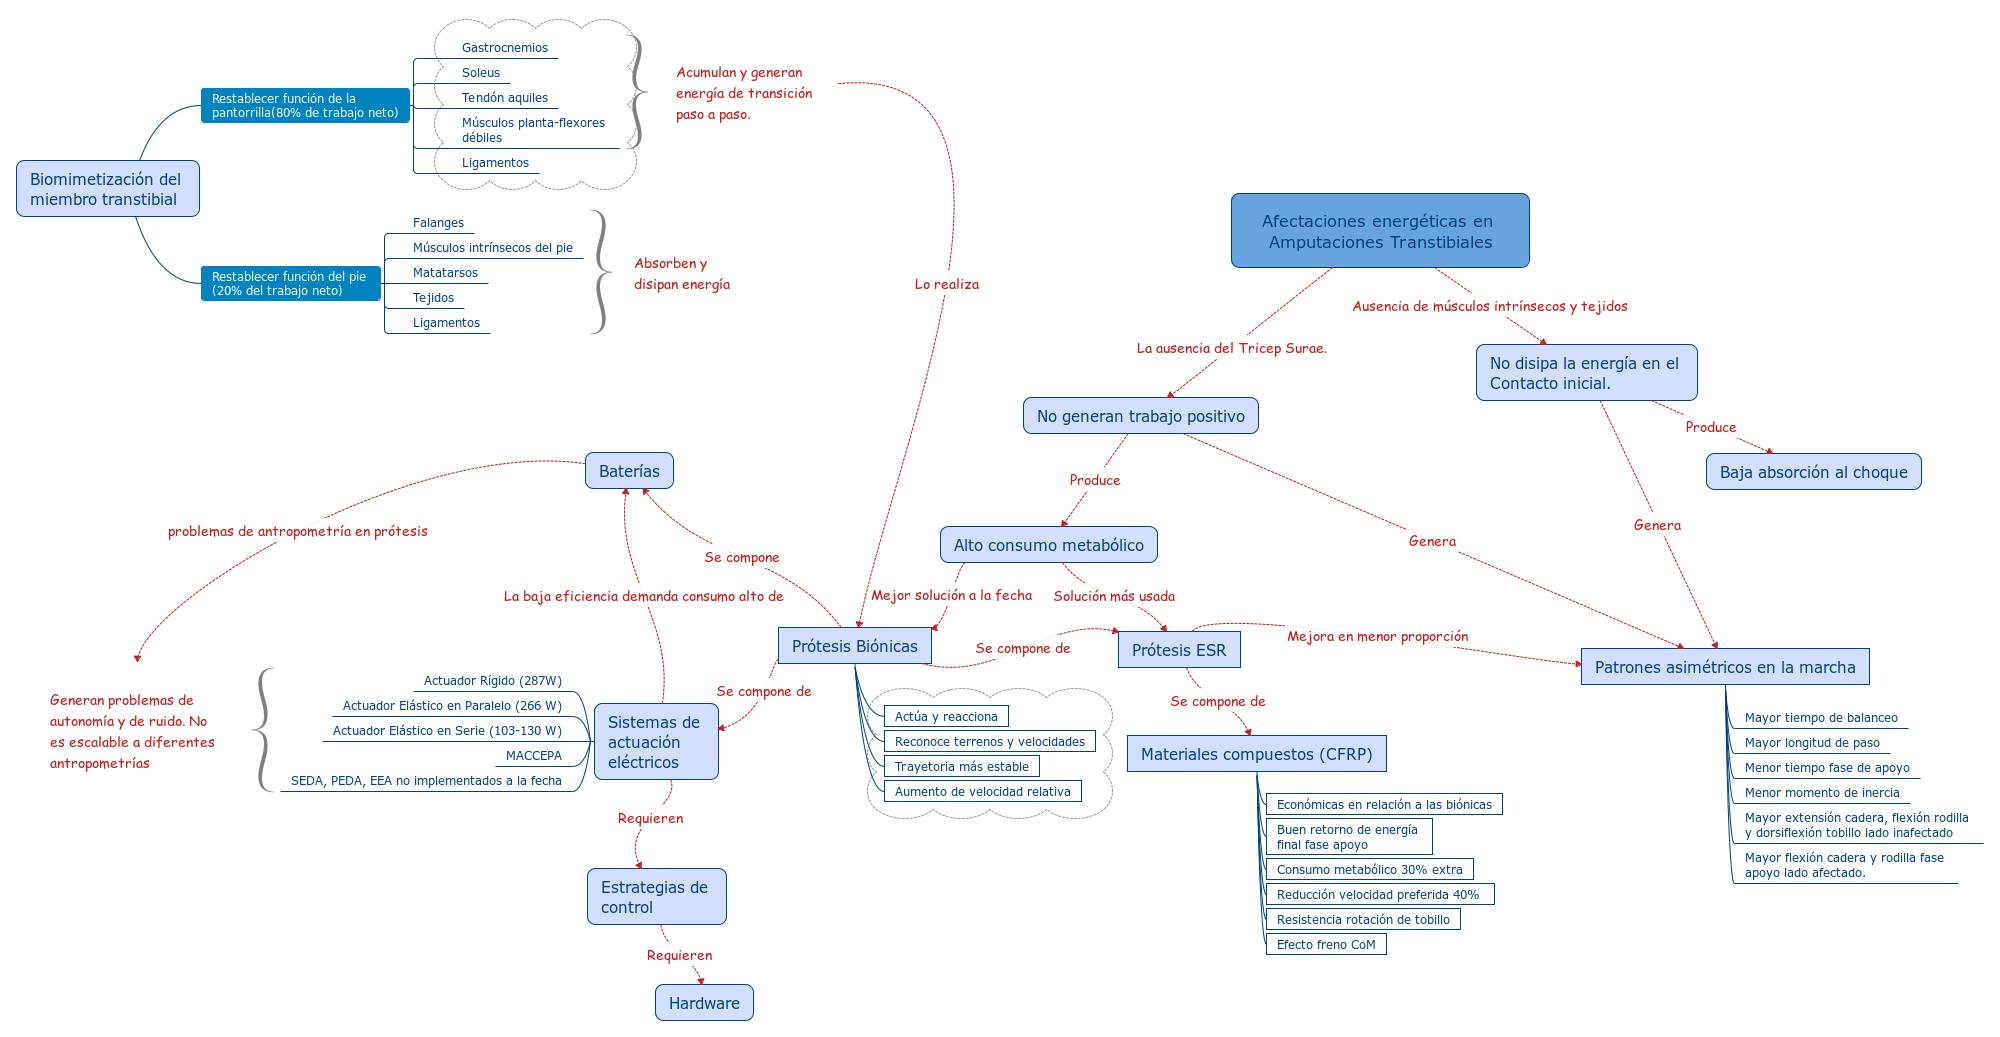 Gastrocnemios
Soleus
Tendón aquiles
Músculos planta-flexores
débiles
Ligamentos
Restablecer función de la
pantorrilla(80% de trabajo neto)
Acumulan y generan
energía de transición
paso a paso.
Biomimetización del
miembro transtibial
Falanges
Músculos intrínsecos del pie
Matatarsos
Tejidos
Ligamentos
Restablecer función del pie
(20% del trabajo neto)
Absorben y
disipan energía
Lo realiza
Afectaciones energéticas en
Amputaciones Transtibiales
Ausencia de músculos intrínsecos y tejidos
La ausencia del Tricep Surae.
No disipa la energía en el
Contacto inicial.
No generan trabajo positivo
Produce
Baja absorción al choque
Baterías
Produce
problemas de antropometría en prótesis
Genera
Genera
Alto consumo metabólico
Se compone
La baja eficiencia demanda consumo alto de
Mejor solución a la fecha
Solución más usada
Prótesis Biónicas
Se compone de
Prótesis ESR
Mejora en menor proporción
Patrones asimétricos en la marcha
Se compone de
Se compone de
Generan problemas de
autonomía y de ruido. No
es escalable a diferentes
antropometrías
Actuador Rígido (287W)
Actuador Elástico en Paralelo (266 W)
Actuador Elástico en Serie (103-130 W)
MACCEPA
SEDA, PEDA, EEA no implementados a la fecha
Sistemas de
actuación
eléctricos
Actúa y reacciona
Reconoce terrenos y velocidades
Trayetoria más estable
Aumento de velocidad relativa
Materiales compuestos (CFRP)
Económicas en relación a las biónicas
Buen retorno de energía
final fase apoyo
Consumo metabólico 30% extra
Reducción velocidad preferida 40%
Resistencia rotación de tobillo
Efecto freno CoM
Mayor tiempo de balanceo
Mayor longitud de paso
Menor tiempo fase de apoyo
Menor momento de inercia
Mayor extensión cadera, flexión rodilla
y dorsiflexión tobillo lado inafectado
Mayor flexión cadera y rodilla fase
apoyo lado afectado.
Requieren
Estrategias de
control
Requieren
Hardware